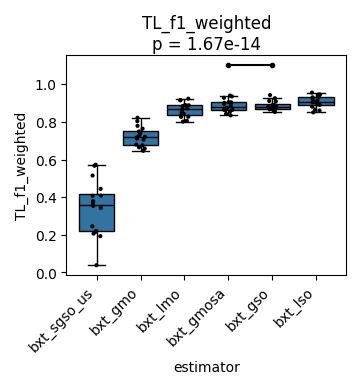 TL_f1_weighted
p = 1.67e-14
TL_f1_weighted
1.0
0.8
0.6
0.4
0.2
0.0
bxt_sgso_us
bxt_gmo
bxt_lmo
bxt_gmosa
bxt_gso
bxt_lso
estimator